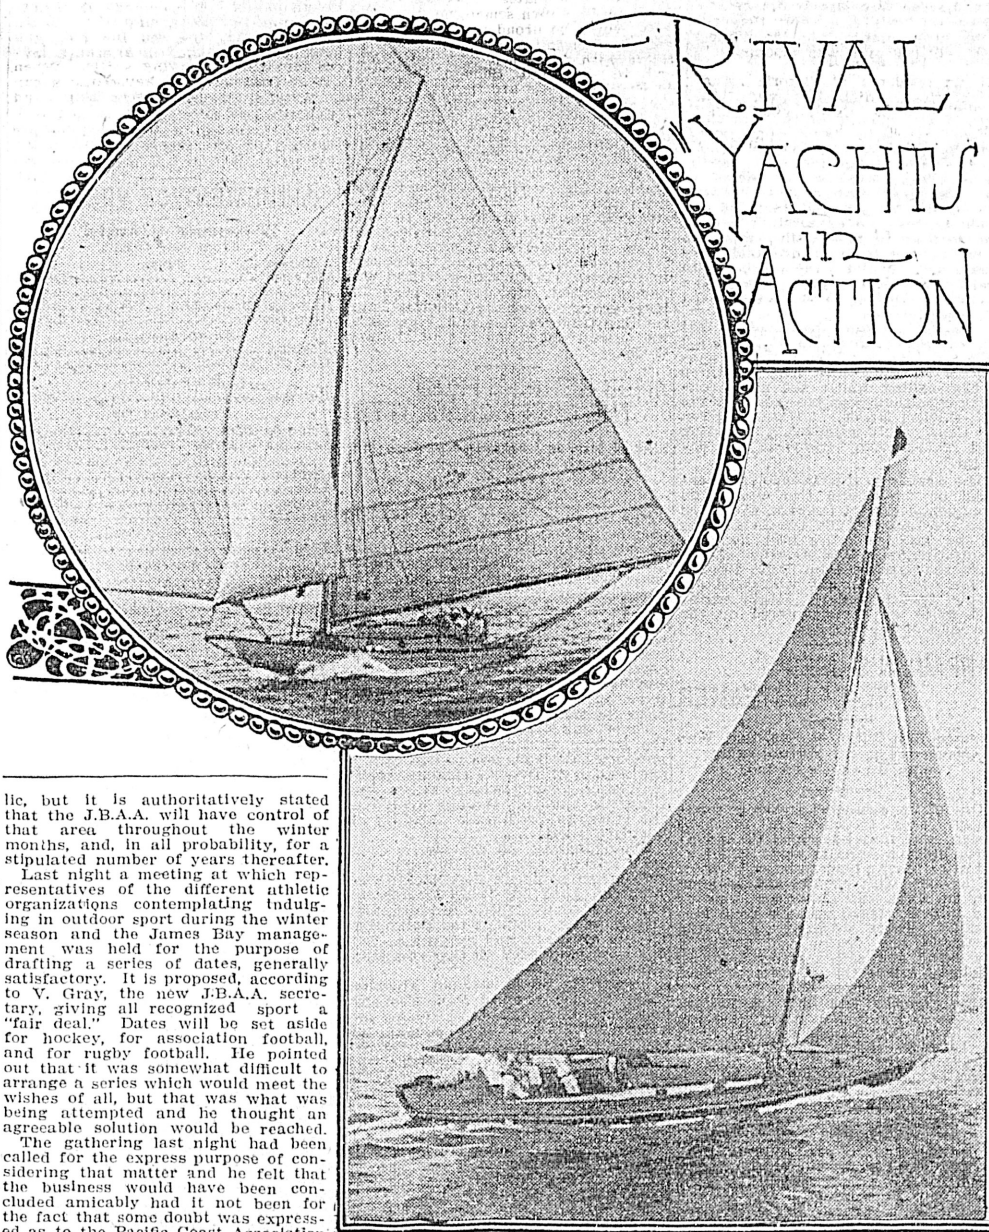 RIVAL
YACHTS
in
ACTION
lic, but it is authoritatively stated
that the J.B.A.A. will have control of
that area throughout the winter
months, and, in all probability, for a
stipulated number of years thereafter.
Last night a meeting at which rep-
resentatives of the different athletic
organizations contemplating indulg-
ing in outdoor sport during the winter
season and the James Bay manage-
ment was held for the purpose of
drafting a series of dates, generally
satisfactory. It is proposed, according
to V. Gray, the new J.B.A.A. secre-
tary, giving all recognized sport a
"fair deal." Dates will be set aside
for hockey, for association football,
and for rugby football. He pointed
out that it was somewhat difficult to
arrange a series which would meet the
wishes of all, but that was what was
being attempted and he thought an
agreeable solution would be reached.
The gathering last night had been
called for the express purpose of con-
sidering that matter and he felt that
the business would have been con-
cluded amicably had it not been for
the fact that some doubt was express-
ed as to the Pacific Coast